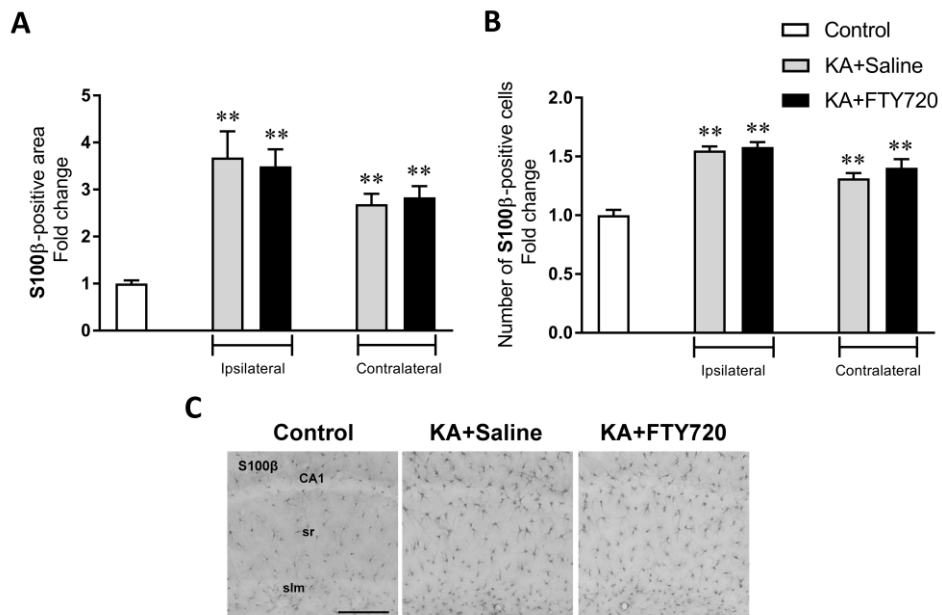 A
S100β-positive area
Fold change
5
4
3
2
1
0
**
**
**
**
Ipsilateral
Contralateral
B
Control
KA+Saline
KA+FTY720
Number of S100β-positive cells
Fold change
2.0
1.5
1.0
0.5
0.0
**
**
**
**
Ipsilateral
Contralateral
C
Control
KA+Saline
KA+FTY720
S100β
CA1
sr
slm